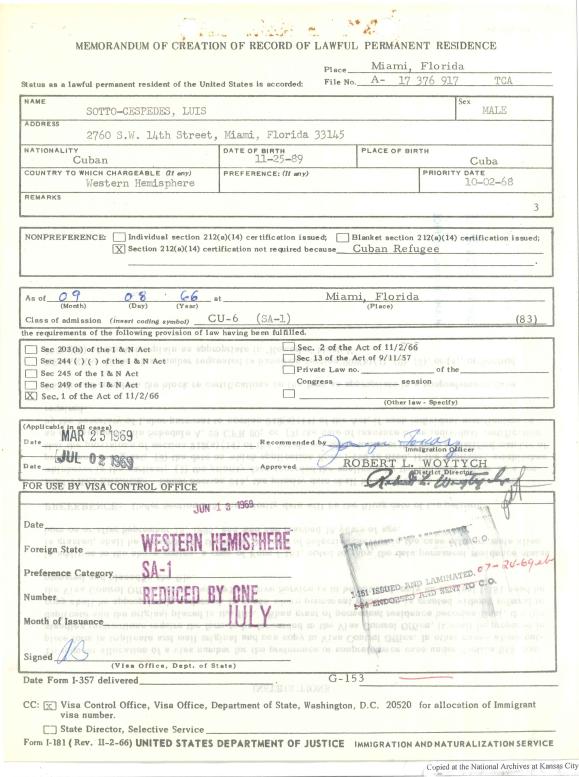 MEMORANDUM OF CREATION OF RECORD OF LAWFUL PERMANENT RESIDENCE
Place Miami, Florida
Status as a lawful permanent resident of the United States is accorded: File No. A- 17 376 917 TCA
NAME Sex
SOTTO-CESPEDES, LUIS MALE
ADDRESS
2760 S.W. 14th Street, Miami, Florida 33145
NATIONALITY DATE OF BIRTH PLACE OF BIRTH
Cuban 11-25-89 Cuba
COUNTRY TO WHICH CHARGEABLE (If any) PREFERENCE: (If any) PRIORITY DATE
Western Hemisphere 10-02-68
REMARKS
3
NONPREFERENCE: Individual section 212(a)(14) certification issued; Blanket section 212(a)(14) certification issued;
X Section 212(a)(14) certification not required because Cuban Refugee
As of 09 08 66 at Miami, Florida
(Month) (Day) (Year) (Place)
Class of admission (insert coding symbol) CU-6 (SA-1) (83)
the requirements of the following provision of law having been fulfilled.
Sec 203(h) of the I & N Act Sec. 2 of the Act of 11/2/66
Sec 244 ( ) ( ) of the I & N Act Sec 13 of the Act of 9/11/57
Sec 245 of the I & N Act Private Law no. of the
Sec 249 of the I & N Act Congress session
X Sec, 1 of the Act of 11/2/66
(Other law - Specify)
(Applicable in all cases)
Date MAR 25 1969 Recommended by
Immigration Officer
Date JUL 02 1969 Approved ROBERT L. WOYTYCH
District Director
Robert L. Woytych
FOR USE BY VISA CONTROL OFFICE
JUN 13 1969
Date
Foreign State WESTERN HEMISPHERE
Preference Category SA-1
Number REDUCED BY ONE
Month of Issuance JULY
C.O.
I-151 ISSUED AND LAMINATED. 07-24-69
ENDORSED AND SENT TO C.O.
Signed
(Visa Office, Dept. of State)
Date Form I-357 delivered G-153
CC: X Visa Control Office, Visa Office, Department of State, Washington, D.C. 20520 for allocation of Immigrant
visa number.
State Director, Selective Service
Form I-181 (Rev. 11-2-66) UNITED STATES DEPARTMENT OF JUSTICE IMMIGRATION AND NATURALIZATION SERVICE
Copied at the National Archives at Kansas City